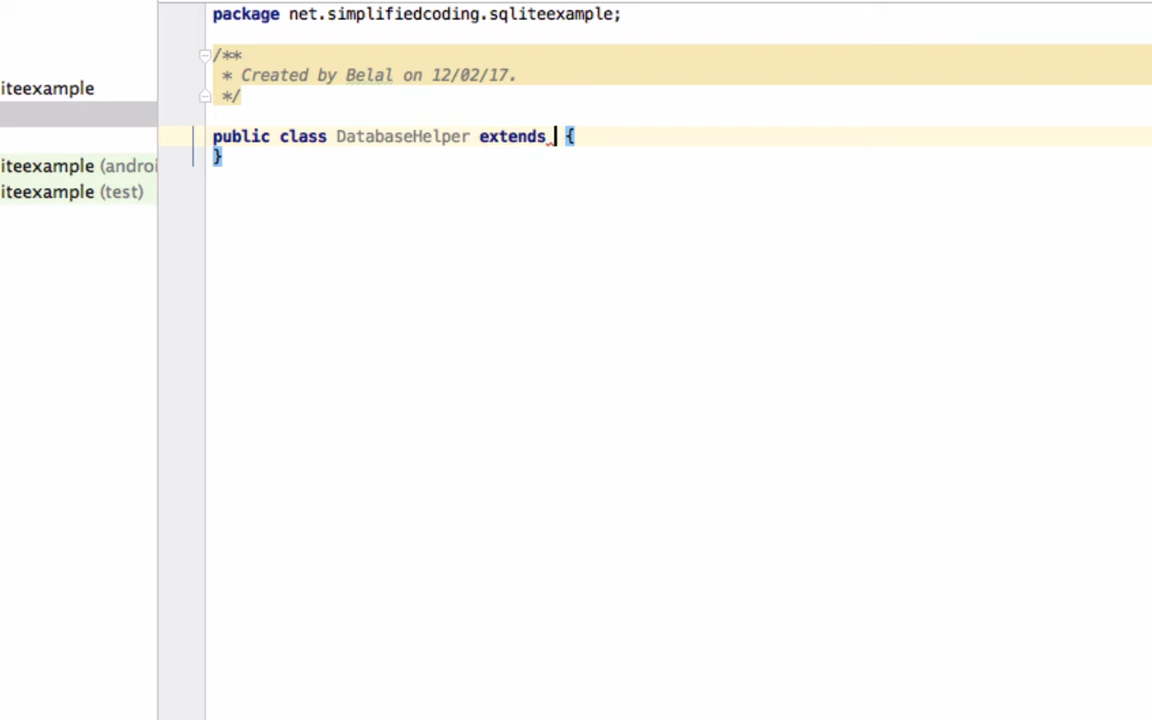 package net.simplifiedcoding.sqliteexample;
/**
* Created by Belal on 12/02/17.
*/
iteexample
public class DatabaseHelper extends {
}
iteexample (androi
iteexample (test)